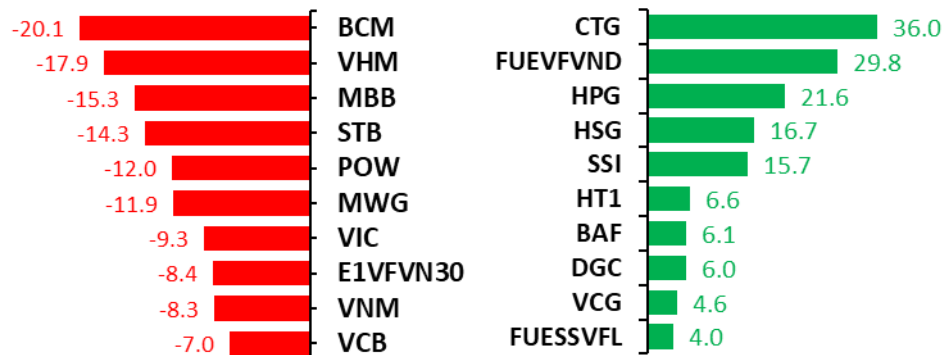 -20.1 BCM CTG 36.0
-17.9 VHM FUEVFVND 29.8
-15.3 MBB HPG 21.6
-14.3 STB HSG 16.7
-12.0 POW SSI 15.7
-11.9 MWG HT1 6.6
-9.3 VIC BAF 6.1
-8.4 E1VFVN30 DGC 6.0
-8.3 VNM VCG 4.6
-7.0 VCB FUESSVFL 4.0